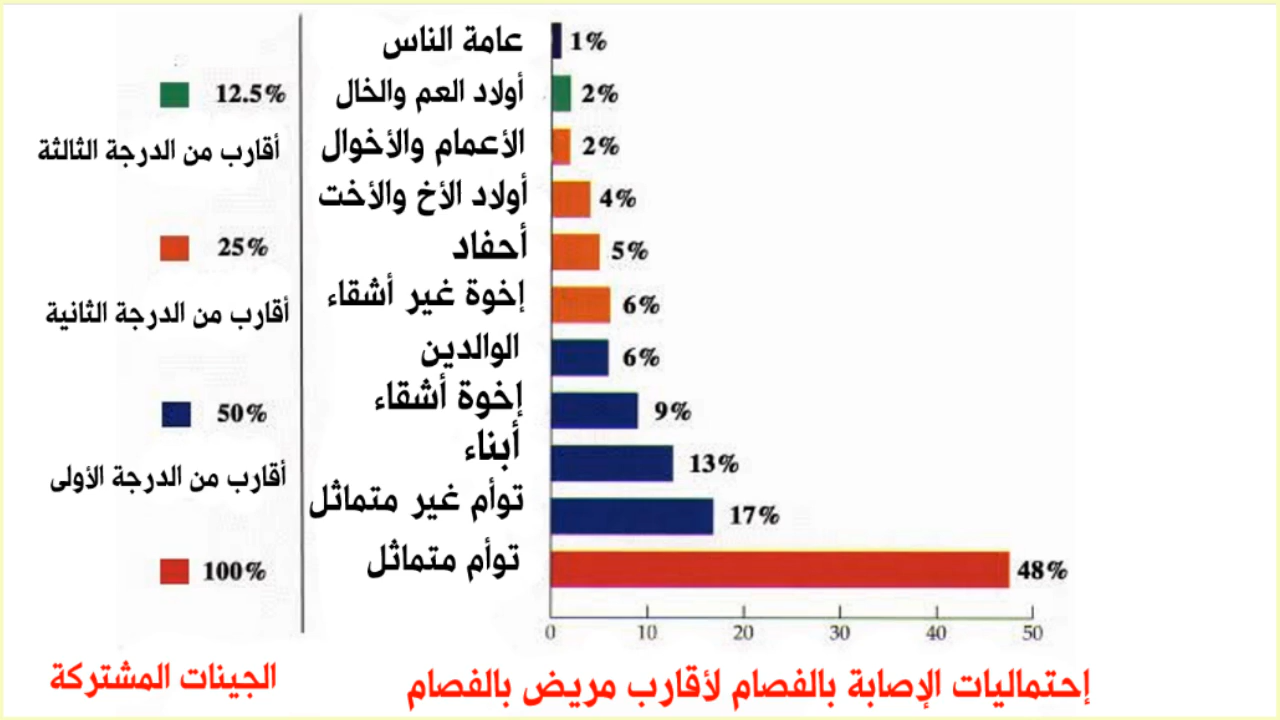 عامة الناس 1%
أولاد العم والخال 2%
الأعمام والأخوال 2%
أولاد الأخ والأخت 4%
أحفاد 5%
إخوة غير أشقاء 6%
الوالدين 6%
إخوة أشقاء 9%
أبناء 13%
توأم غير متماثل 17%
توأم متماثل 48%
0 10 20 30 40 50
إحتماليات الإصابة بالفصام لأقارب مريض بالفصام
12.5%
أقارب من الدرجة الثالثة
25%
أقارب من الدرجة الثانية
50%
أقارب من الدرجة الأولى
100%
الجينات المشتركة